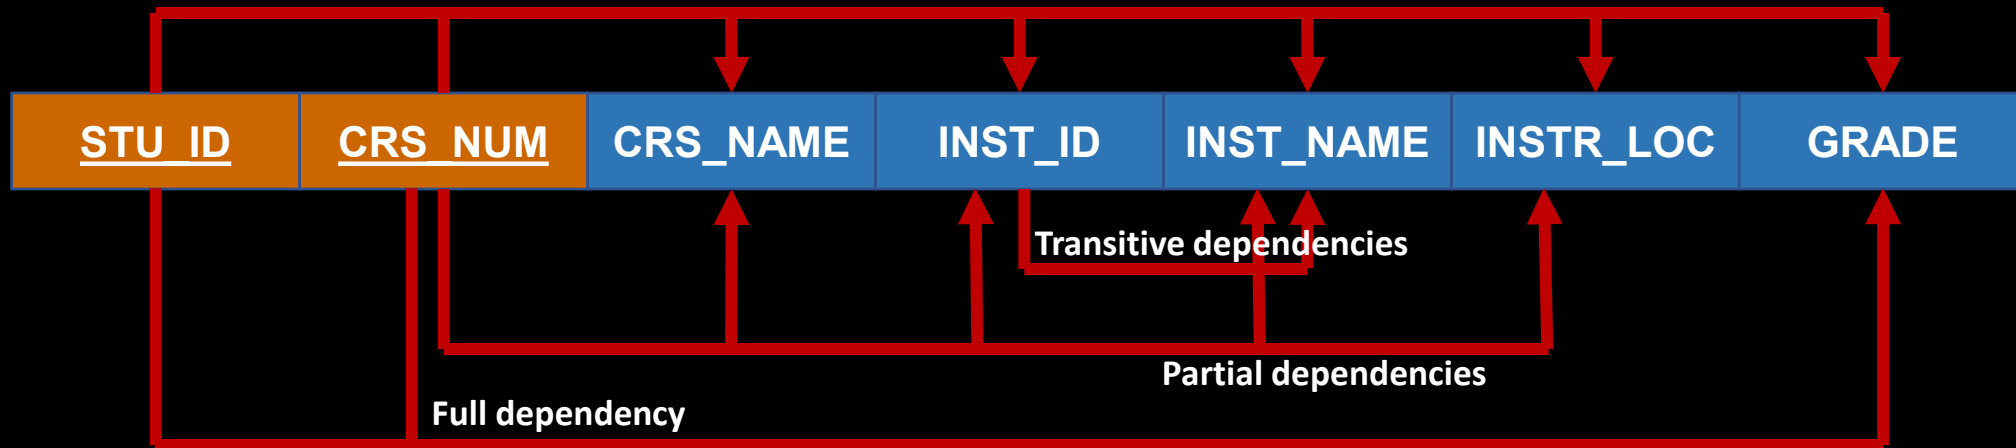 STU_ID CRS_NUM CRS_NAME INST_ID INST_NAME INSTR_LOC GRADE
Transitive dependencies
Partial dependencies
Full dependency